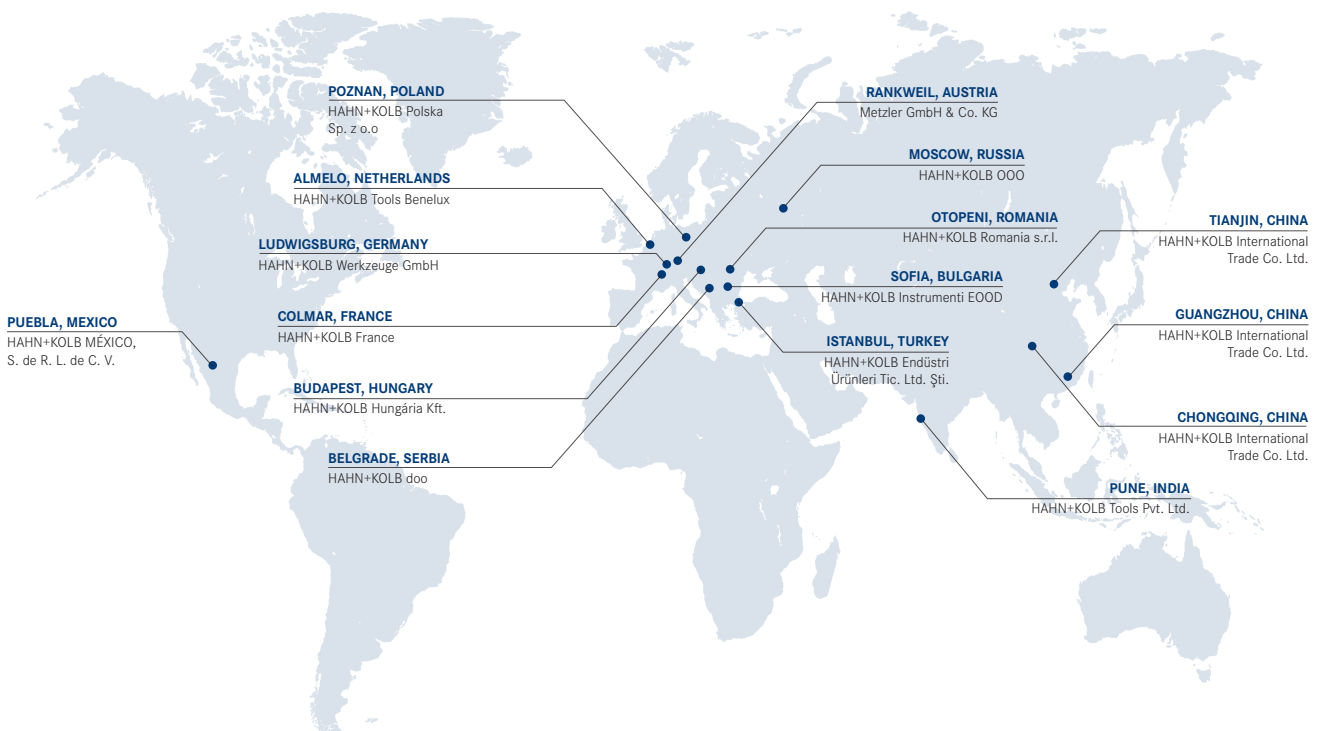 POZNAN, POLAND
HAHN+KOLB Polska
Sp. z o.o
ALMELO, NETHERLANDS
HAHN+KOLB Tools Benelux
LUDWIGSBURG, GERMANY
HAHN+KOLB Werkzeuge GmbH
COLMAR, FRANCE
HAHN+KOLB France
PUEBLA, MEXICO
HAHN+KOLB MÉXICO,
S. de R. L. de C. V.
BUDAPEST, HUNGARY
HAHN+KOLB Hungária Kft.
BELGRADE, SERBIA
HAHN+KOLB doo
RANKWEIL, AUSTRIA
Metzler GmbH & Co. KG
MOSCOW, RUSSIA
HAHN+KOLB OOO
OTOPENI, ROMANIA
HAHN+KOLB Romania s.r.l.
SOFIA, BULGARIA
HAHN+KOLB Instrumenti EOOD
ISTANBUL, TURKEY
HAHN+KOLB Endüstri
Ürünleri Tic. Ltd. Şti.
TIANJIN, CHINA
HAHN+KOLB International
Trade Co. Ltd.
GUANGZHOU, CHINA
HAHN+KOLB International
Trade Co. Ltd.
CHONGQING, CHINA
HAHN+KOLB International
Trade Co. Ltd.
PUNE, INDIA
HAHN+KOLB Tools Pvt. Ltd.